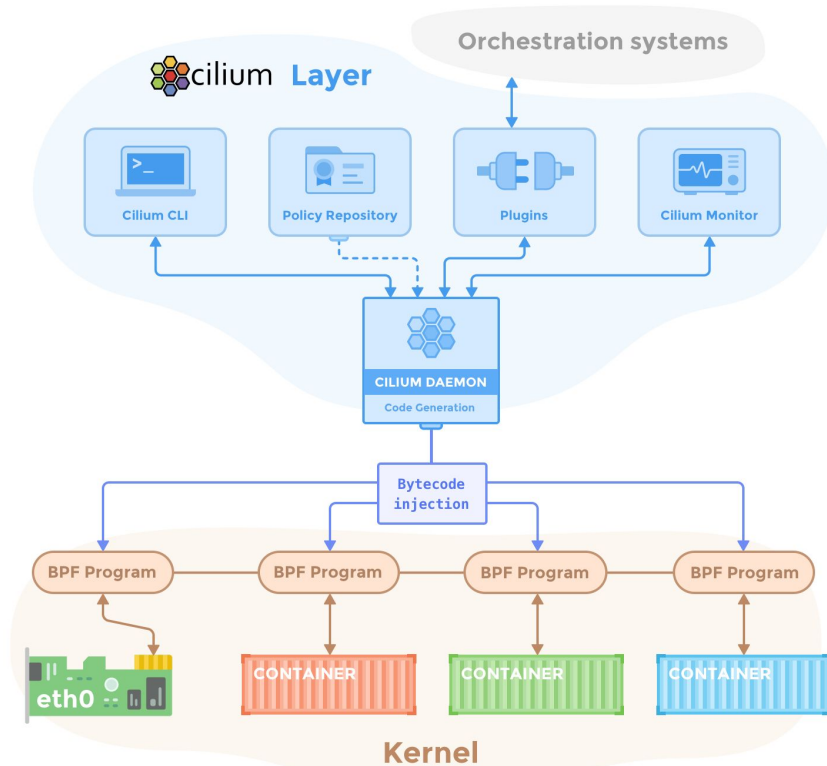 Orchestration systems
cilium Layer
>_
Cilium CLI
Policy Repository
Plugins
Cilium Monitor
CILIUM DAEMON
Code Generation
Bytecode
injection
BPF Program
BPF Program
BPF Program
BPF Program
eth0
CONTAINER
CONTAINER
CONTAINER
Kernel